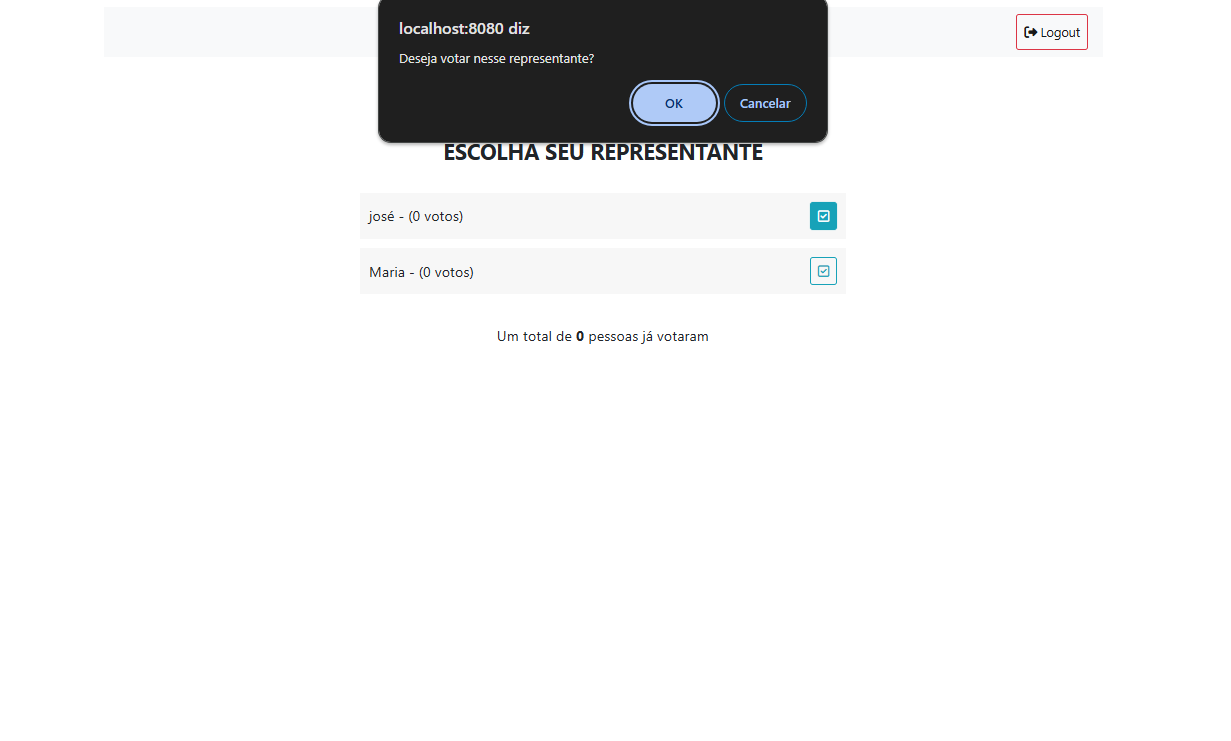 localhost:8080 diz
Deseja votar nesse representante?
OK
Cancelar
Logout
ESCOLHA SEU REPRESENTANTE
josé - (0 votos)
Maria - (0 votos)
Um total de 0 pessoas já votaram